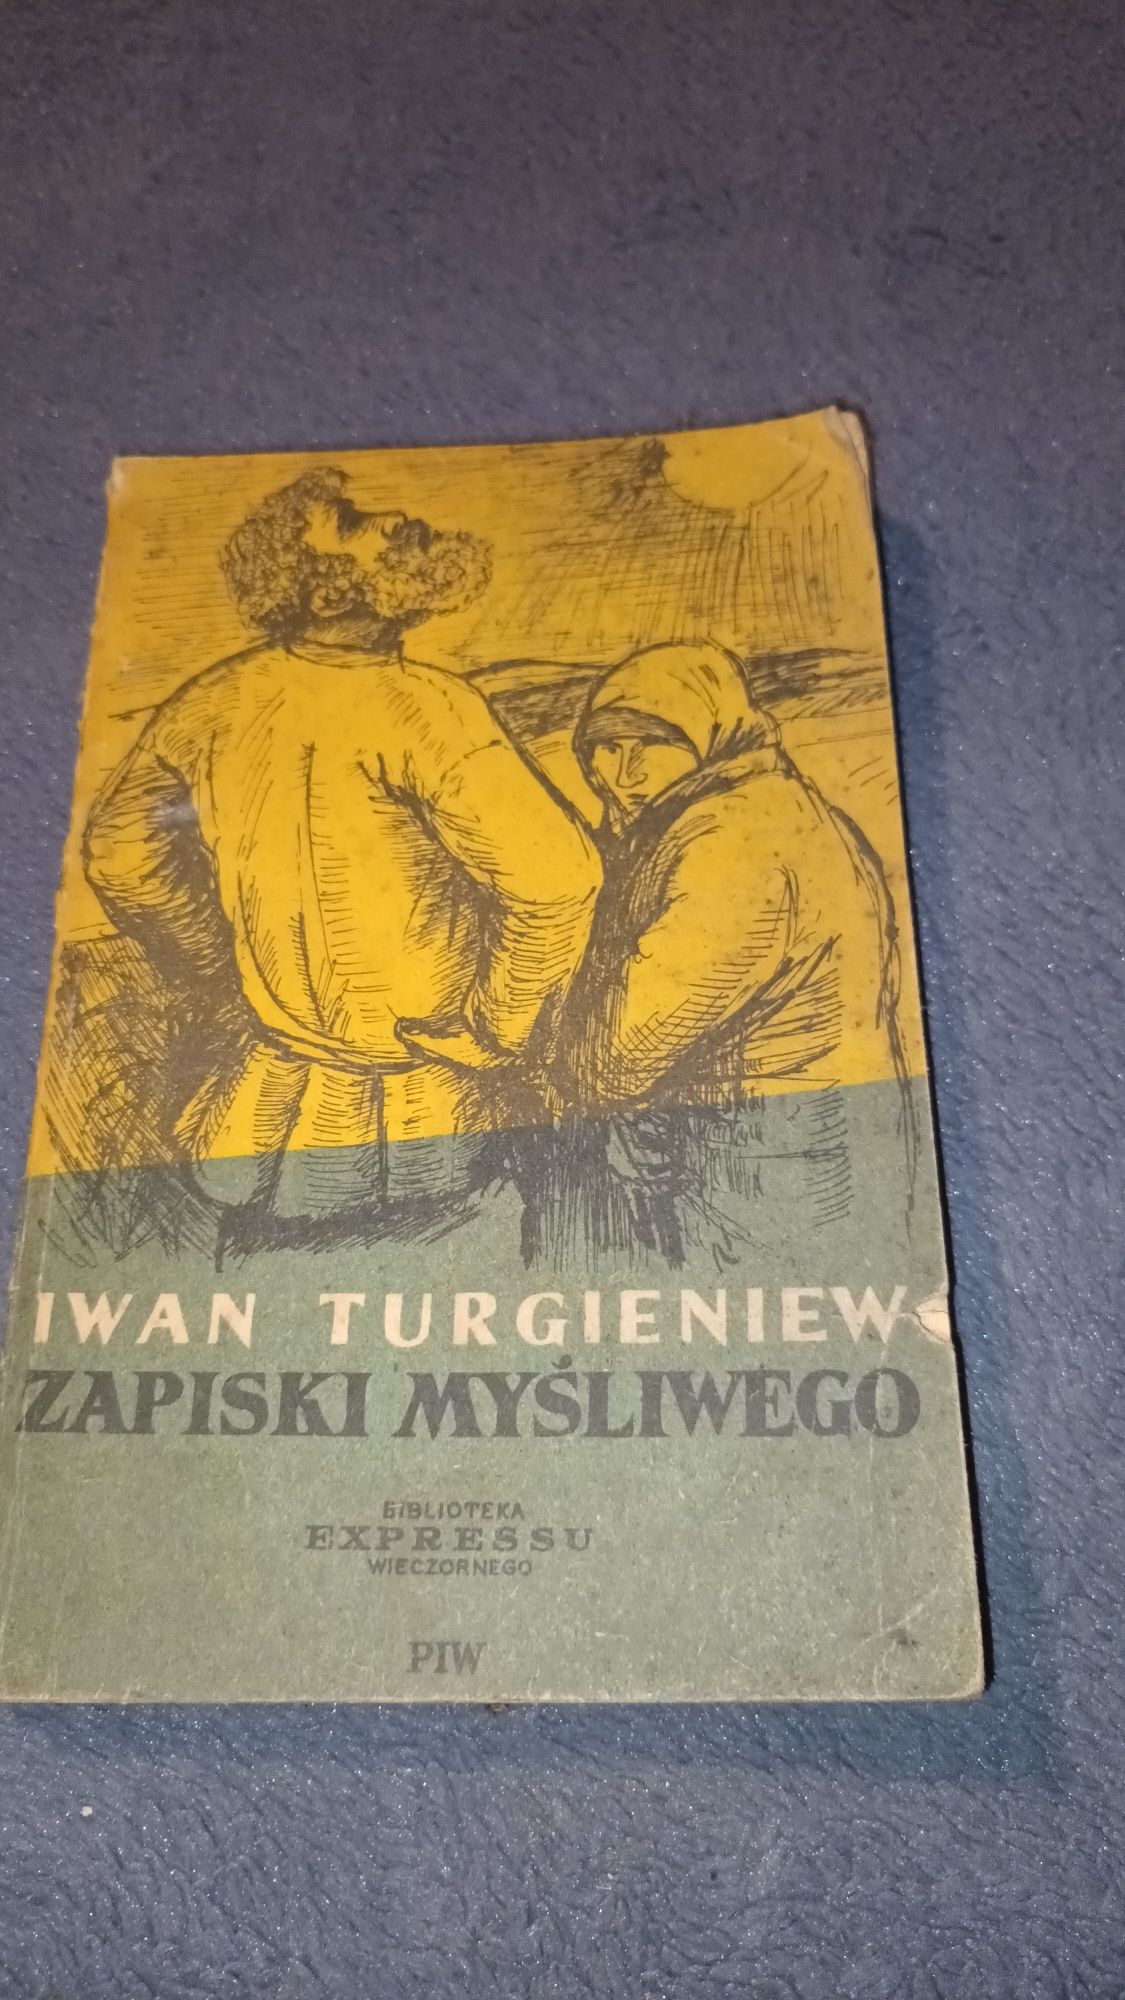 IWAN TURGIENIEW
ZAPISKI MYŚLIWEGO
BIBLIOTEKA
EXPRESSU
WIECZORNEGO
PIW